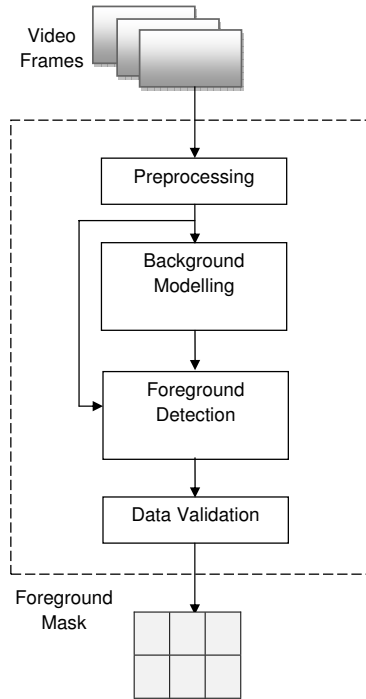 Video
Frames
Preprocessing
Background
Modelling
Foreground
Detection
Data Validation
Foreground
Mask